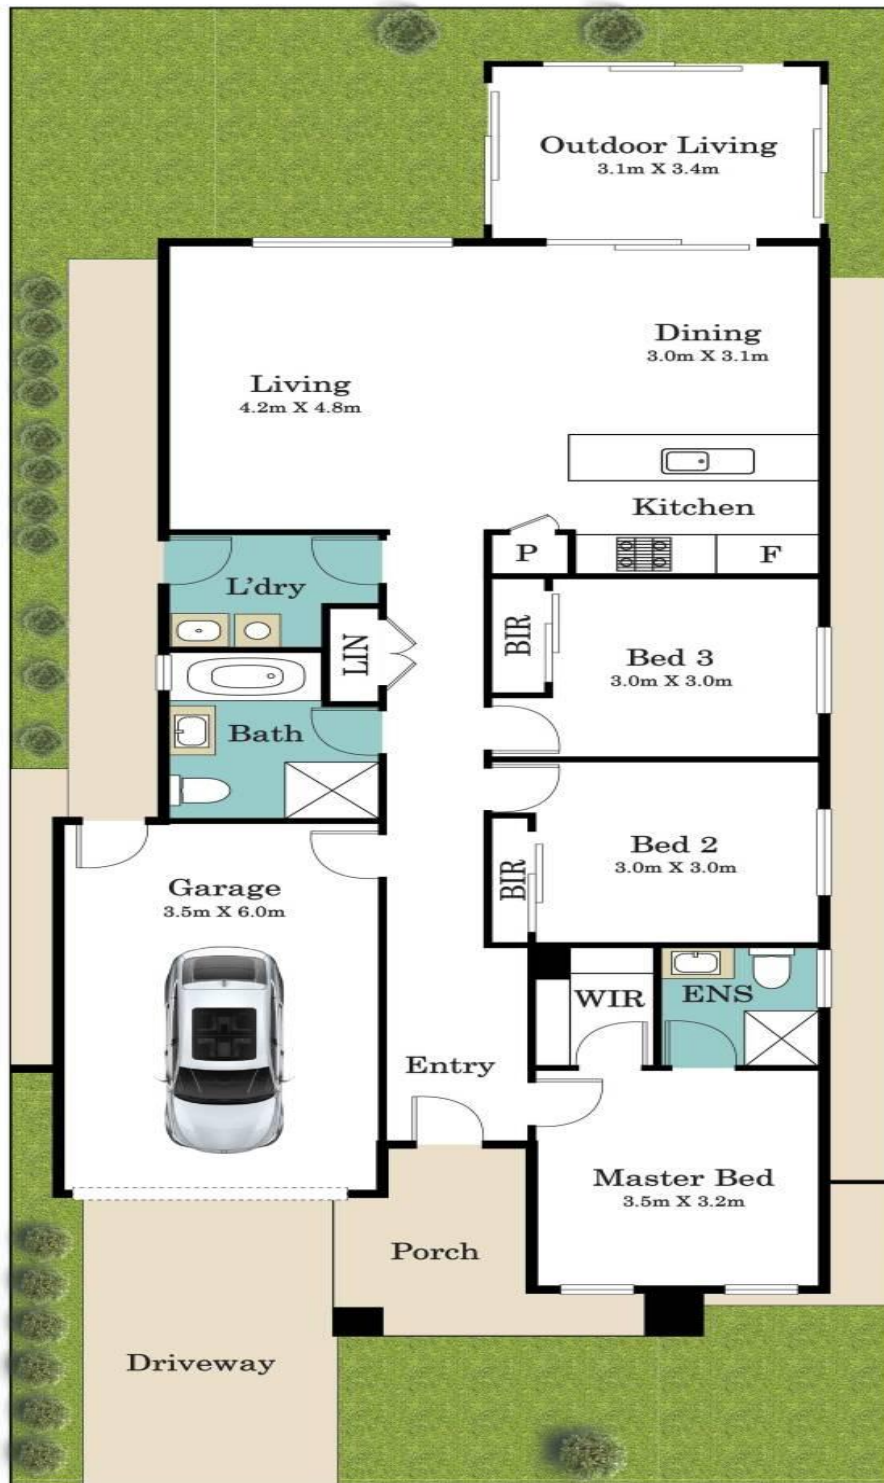 Outdoor Living
3.1m X 3.4m
Dining
3.0m X 3.1m
Living
4.2m X 4.8m
Kitchen
P
F
L'dry
LIN
BIR
Bed 3
3.0m X 3.0m
Bath
Bed 2
3.0m X 3.0m
BIR
Garage
3.5m X 6.0m
WIR
ENS
Entry
Master Bed
3.5m X 3.2m
Porch
Driveway